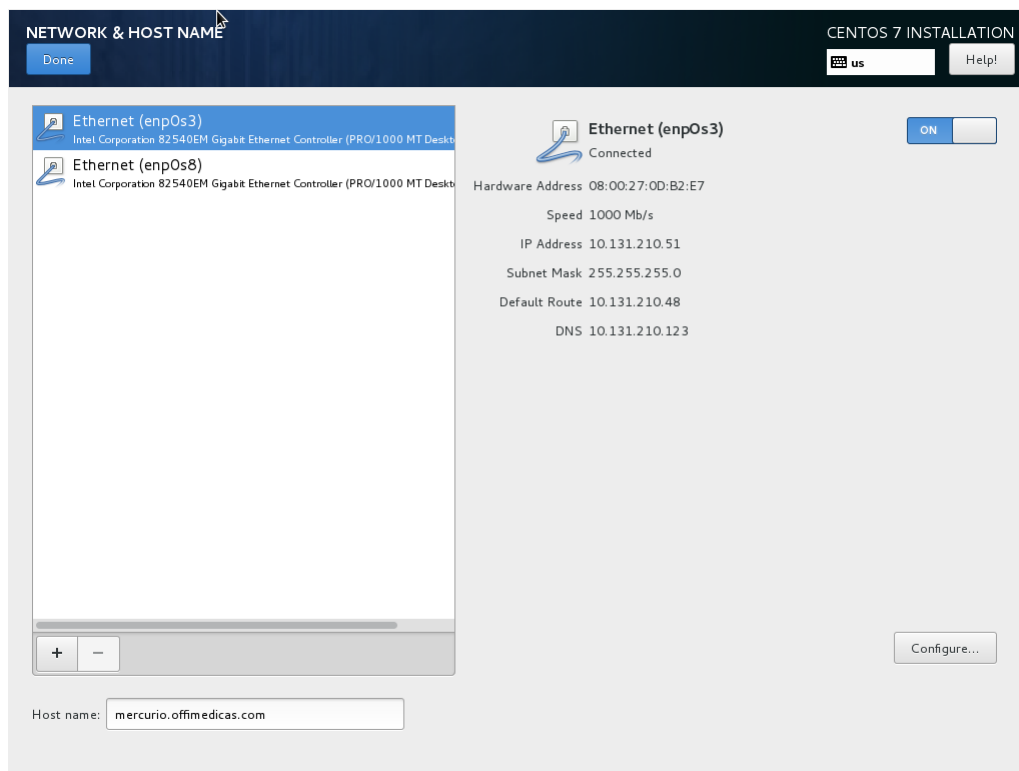 NETWORK & HOST NAME
CENTOS 7 INSTALLATION
Done
us
Help!
Ethernet (enp0s3)
Intel Corporation 82540EM Gigabit Ethernet Controller (PRO/1000 MT Deskt
Ethernet (enp0s8)
Intel Corporation 82540EM Gigabit Ethernet Controller (PRO/1000 MT Deskt
Ethernet (enp0s3)
Connected
ON
Hardware Address 08:00:27:0D:B2:E7
Speed 1000 Mb/s
IP Address 10.131.210.51
Subnet Mask 255.255.255.0
Default Route 10.131.210.48
DNS 10.131.210.123
+ −
Configure...
Host name: mercurio.offimedicas.com